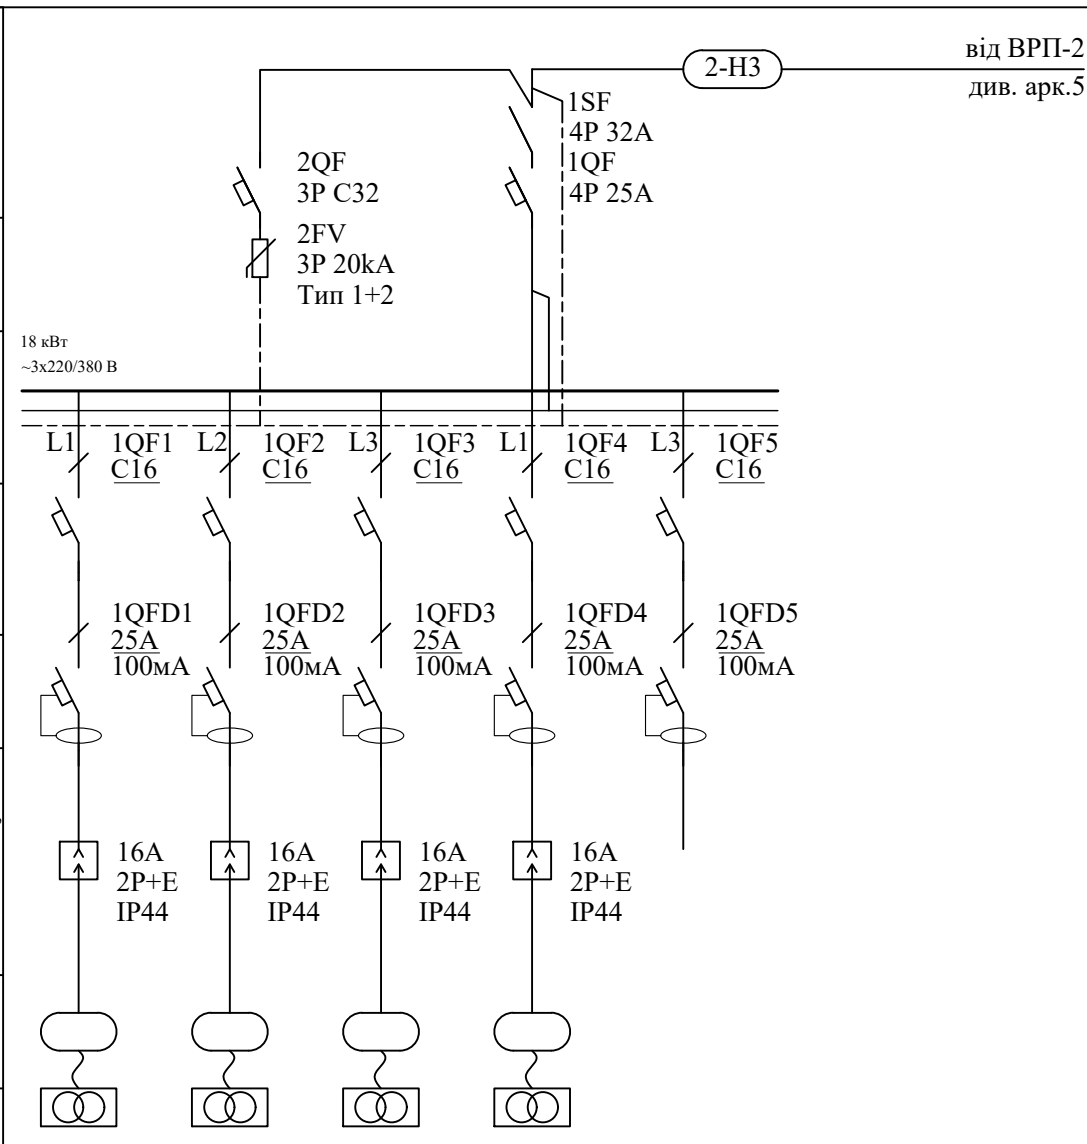 від ВРП-2
2-Н3
див. арк.5
1SF
4P 32A
1QF
4P 25A
2QF
3P C32
2FV
3P 20kA
Тип 1+2
18 кВт
~3x220/380 В
L1 1QF1 L2 1QF2 L3 1QF3 L1 1QF4 L3 1QF5
C16 C16 C16 C16 C16
1QFD1 1QFD2 1QFD3 1QFD4 1QFD5
25A 25A 25A 25A 25A
100мА 100мА 100мА 100мА 100мА
16A 16A 16A 16A
2P+E 2P+E 2P+E 2P+E
IP44 IP44 IP44 IP44